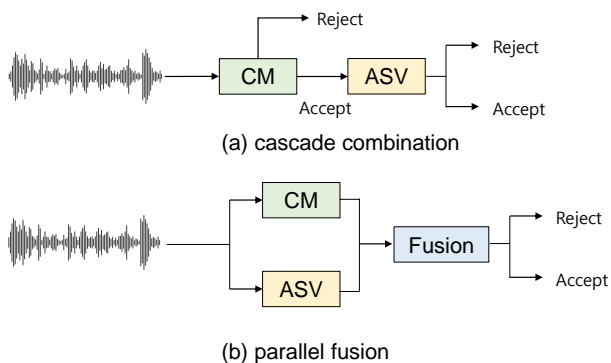 Reject
CM
ASV
Reject
Accept
Accept
(a) cascade combination
CM
ASV
Fusion
Reject
Accept
(b) parallel fusion